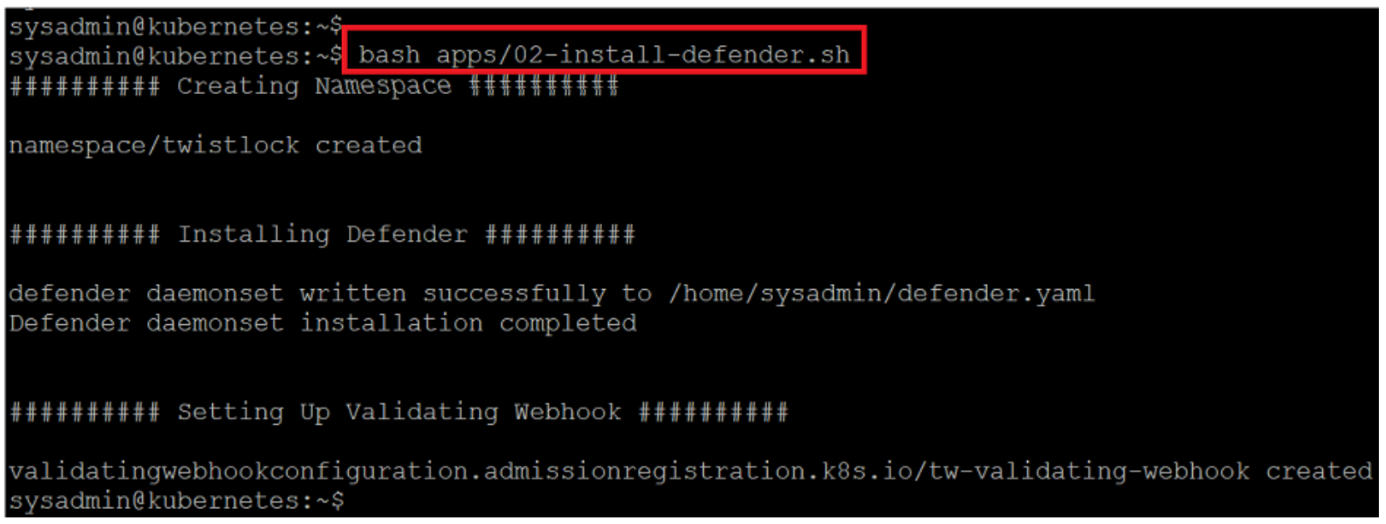 sysadmin@kubernetes:~$
sysadmin@kubernetes:~$ bash apps/02-install-defender.sh
########## Creating Namespace ##########
namespace/twistlock created
########## Installing Defender ##########
defender daemonset written successfully to /home/sysadmin/defender.yaml
Defender daemonset installation completed
########## Setting Up Validating Webhook ##########
validatingwebhookconfiguration.admissionregistration.k8s.io/tw-validating-webhook created
sysadmin@kubernetes:~$